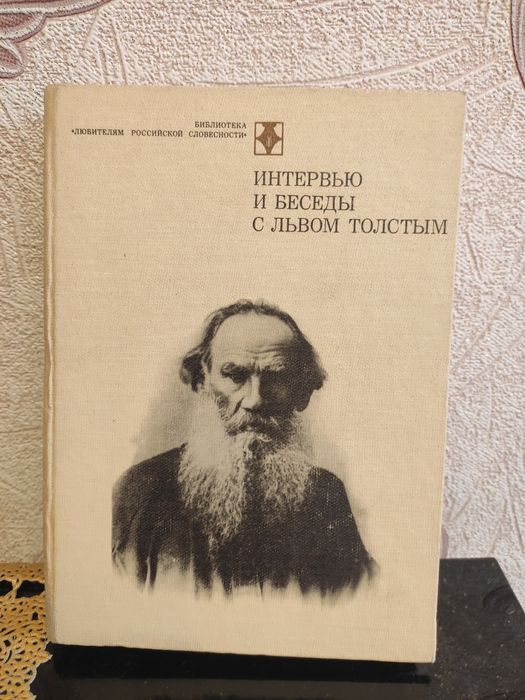 БИБЛИОТЕКА
"ЛЮБИТЕЛЯМ РОССИЙСКОЙ СЛОВЕСНОСТИ"
ИНТЕРВЬЮ
И БЕСЕДЫ
С ЛЬВОМ ТОЛСТЫМ